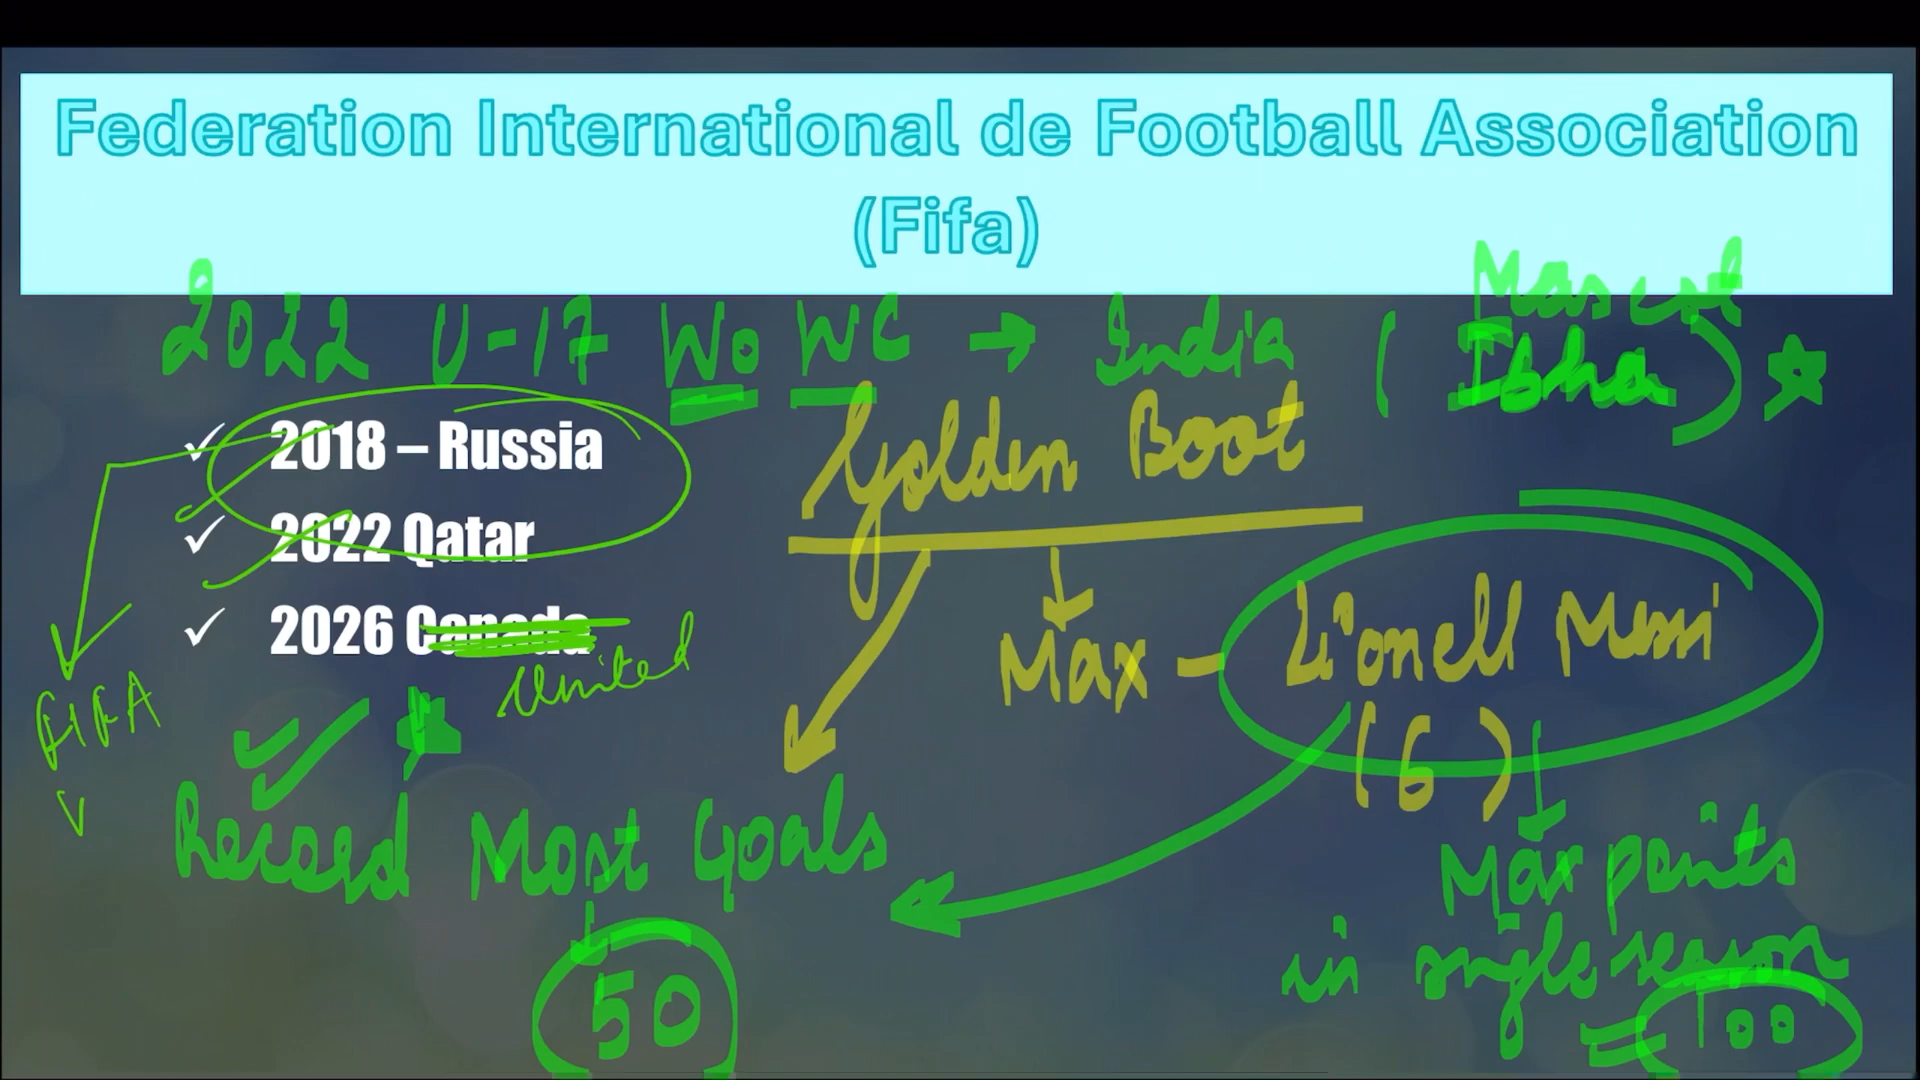 Federation International de Football Association
(Fifa)
2022 U-17 Wo WC → India (Mascot Ibha)
✓ 2018 – Russia
✓ 2022 Qatar
✓ 2026 Canada
United
FIFA
Golden Boot
Max – Lionell Messi
(6)
Record Most Goals
50
Max points
in single season
= 100